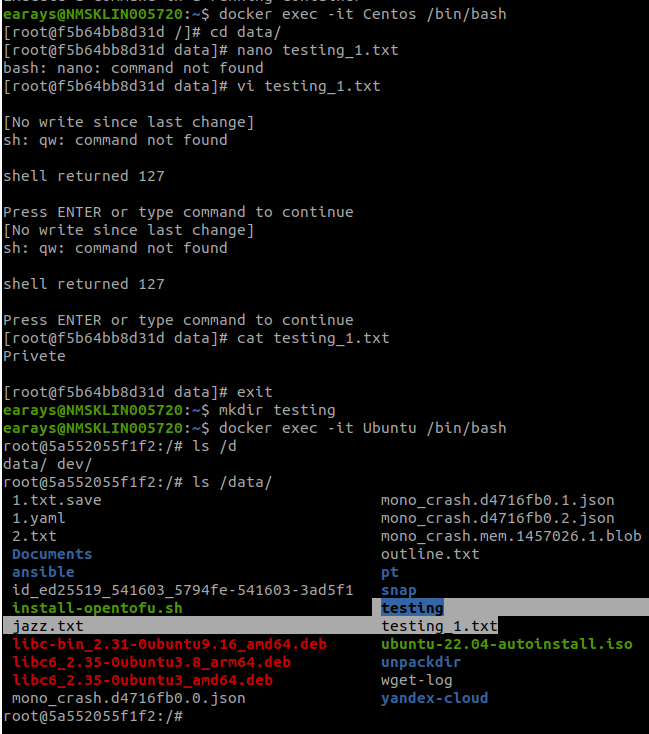 earays@NMSKLIN005720:~$ docker exec -it Centos /bin/bash
[root@f5b64bb8d31d /]# cd data/
[root@f5b64bb8d31d data]# nano testing_1.txt
bash: nano: command not found
[root@f5b64bb8d31d data]# vi testing_1.txt
[No write since last change]
sh: qw: command not found
shell returned 127
Press ENTER or type command to continue
[No write since last change]
sh: qw: command not found
shell returned 127
Press ENTER or type command to continue
[root@f5b64bb8d31d data]# cat testing_1.txt
Privete
[root@f5b64bb8d31d data]# exit
earays@NMSKLIN005720:~$ mkdir testing
earays@NMSKLIN005720:~$ docker exec -it Ubuntu /bin/bash
root@5a552055f1f2:/# ls /d
data/ dev/
root@5a552055f1f2:/# ls /data/
1.txt.save mono_crash.d4716fb0.1.json
1.yaml mono_crash.d4716fb0.2.json
2.txt mono_crash.mem.1457026.1.blob
Documents outline.txt
ansible pt
id_ed25519_541603_5794fe-541603-3ad5f1 snap
install-opentofu.sh testing
jazz.txt testing_1.txt
libc-bin_2.31-0ubuntu9.16_amd64.deb ubuntu-22.04-autoinstall.iso
libc6_2.35-0ubuntu3.8_arm64.deb unpackdir
libc6_2.35-0ubuntu3_amd64.deb wget-log
mono_crash.d4716fb0.0.json yandex-cloud
root@5a552055f1f2:/#